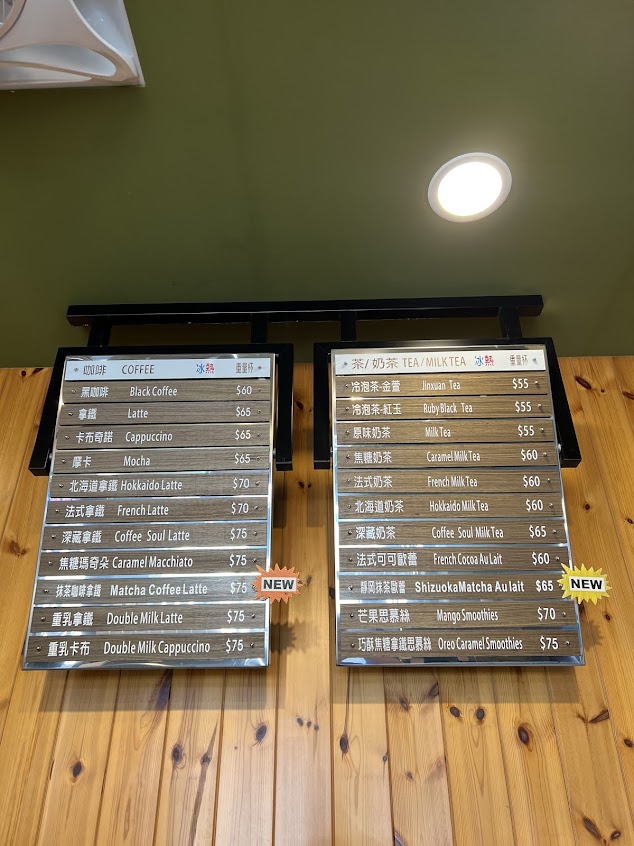 咖啡 COFFEE 冰熱 重量杯
黑咖啡 Black Coffee $60
拿鐵 Latte $65
卡布奇諾 Cappuccino $65
摩卡 Mocha $65
北海道拿鐵 Hokkaido Latte $70
法式拿鐵 French Latte $70
深藏拿鐵 Coffee Soul Latte $75
焦糖瑪奇朵 Caramel Macchiato $75
抹茶咖啡拿鐵 Matcha Coffee Latte $75 NEW
重乳拿鐵 Double Milk Latte $75
重乳卡布 Double Milk Cappuccino $75
茶/奶茶 TEA/MILK TEA 冰熱 重量杯
冷泡茶-金萱 Jinxuan Tea $55
冷泡茶-紅玉 Ruby Black Tea $55
原味奶茶 Milk Tea $55
焦糖奶茶 Caramel Milk Tea $60
法式奶茶 French Milk Tea $60
北海道奶茶 Hokkaido Milk Tea $60
深藏奶茶 Coffee Soul Milk Tea $65
法式可可歐蕾 French Cocoa Au Lait $60
靜岡抹茶歐蕾 Shizuoka Matcha Au lait $65 NEW
芒果思慕絲 Mango Smoothies $70
巧酥焦糖拿鐵思慕絲 Oreo Caramel Smoothies $75